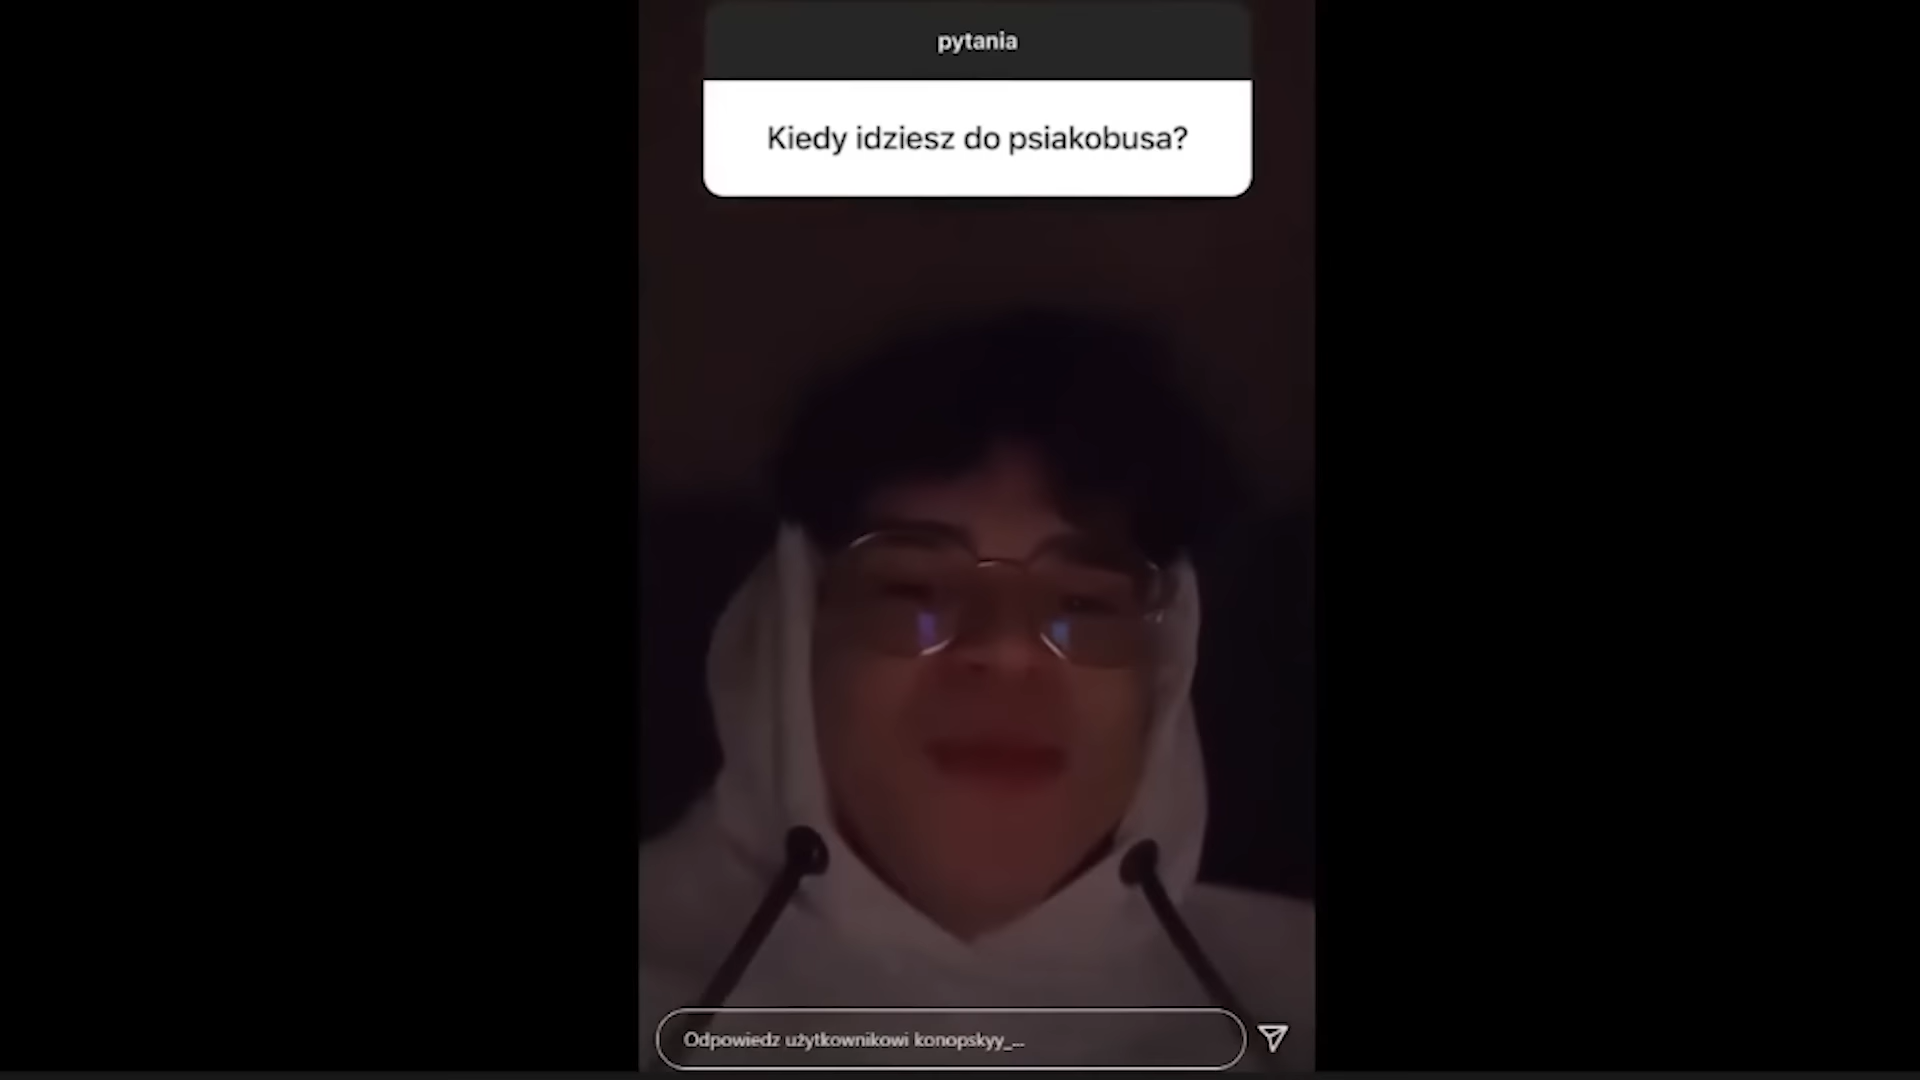 pytania
Kiedy idziesz do psiakobusa?
Odpowiedz użytkownikowi konopskyy_...